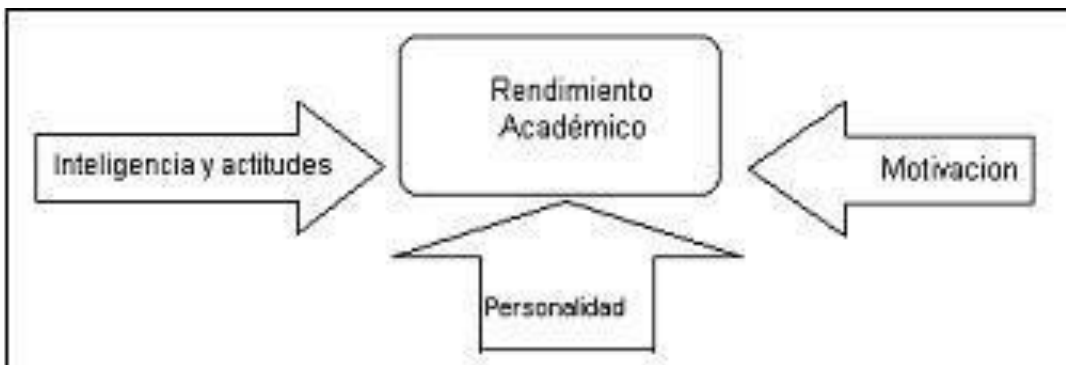 Rendimiento
Académico
Inteligencia y actitudes
Motivacion
Personalidad